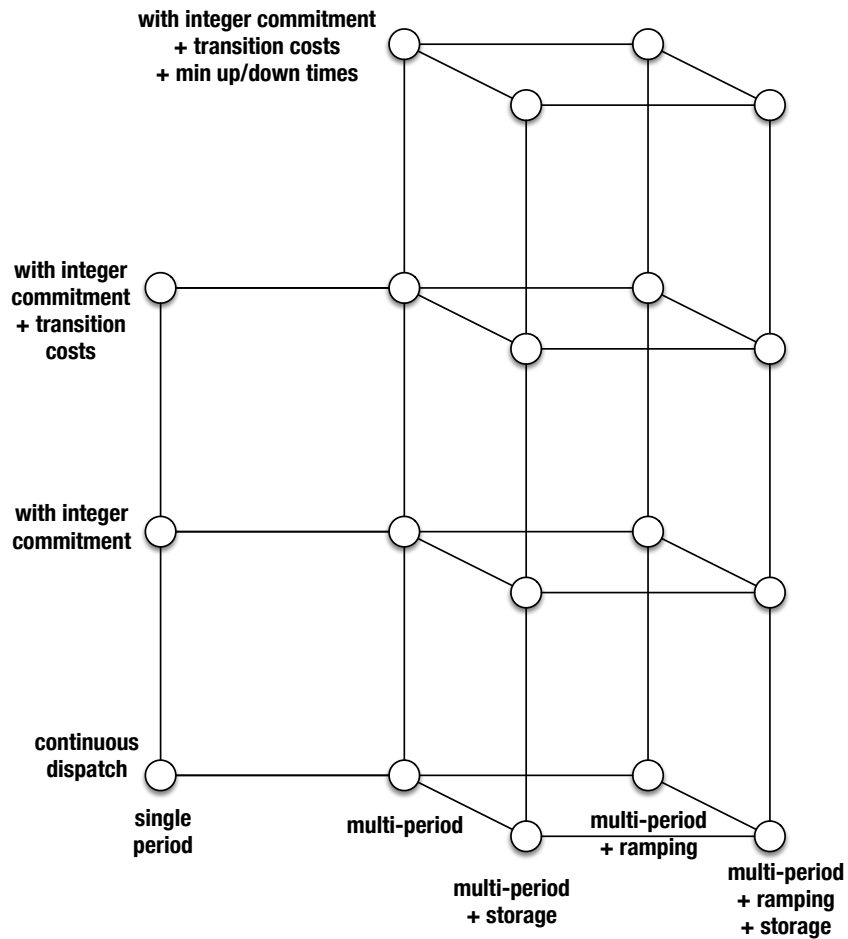 with integer commitment
+ transition costs
+ min up/down times
with integer
commitment
+ transition
costs
with integer
commitment
continuous
dispatch
single
period
multi-period
multi-period
+ storage
multi-period
+ ramping
multi-period
+ ramping
+ storage